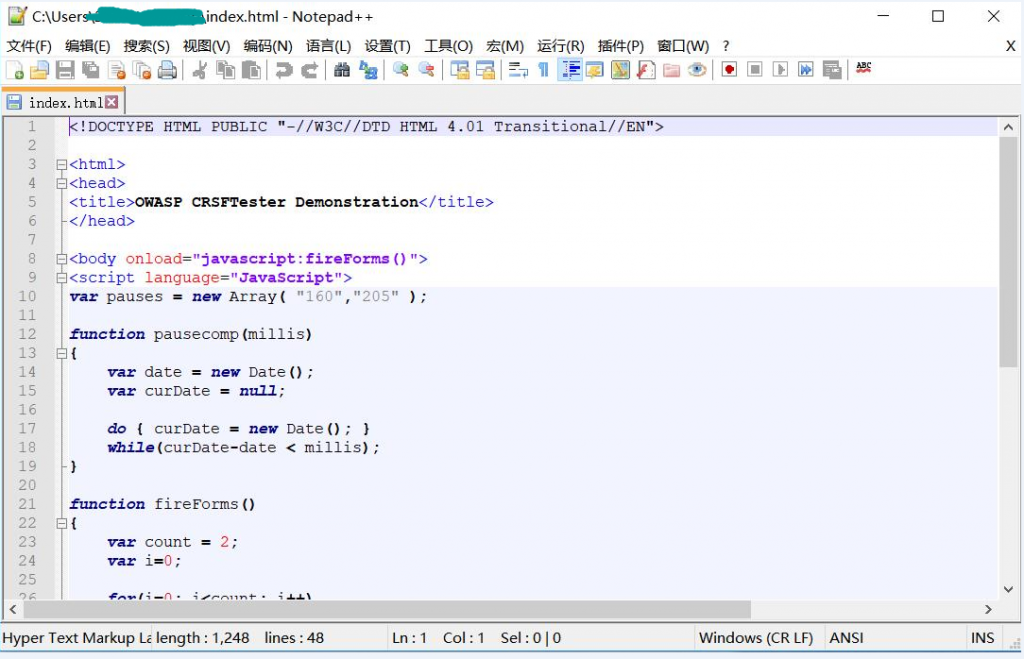 C:\Users\ index.html - Notepad++
文件(F) 编辑(E) 搜索(S) 视图(V) 编码(N) 语言(L) 设置(T) 工具(O) 宏(M) 运行(R) 插件(P) 窗口(W) ? X
ABC
index.html
1 <!DOCTYPE HTML PUBLIC "-//W3C//DTD HTML 4.01 Transitional//EN">
2
3 <html>
4 <head>
5 <title>OWASP CRSFTester Demonstration</title>
6 </head>
7
8 <body onload="javascript:fireForms()">
9 <script language="JavaScript">
10 var pauses = new Array( "160","205" );
11
12 function pausecomp(millis)
13 {
14 var date = new Date();
15 var curDate = null;
16
17 do { curDate = new Date(); }
18 while(curDate-date < millis);
19 }
20
21 function fireForms()
22 {
23 var count = 2;
24 var i=0;
25
26 for(i=0; i<count; i++)
Hyper Text Markup La length : 1,248 lines : 48 Ln : 1 Col : 1 Sel : 0 | 0 Windows (CR LF) ANSI INS